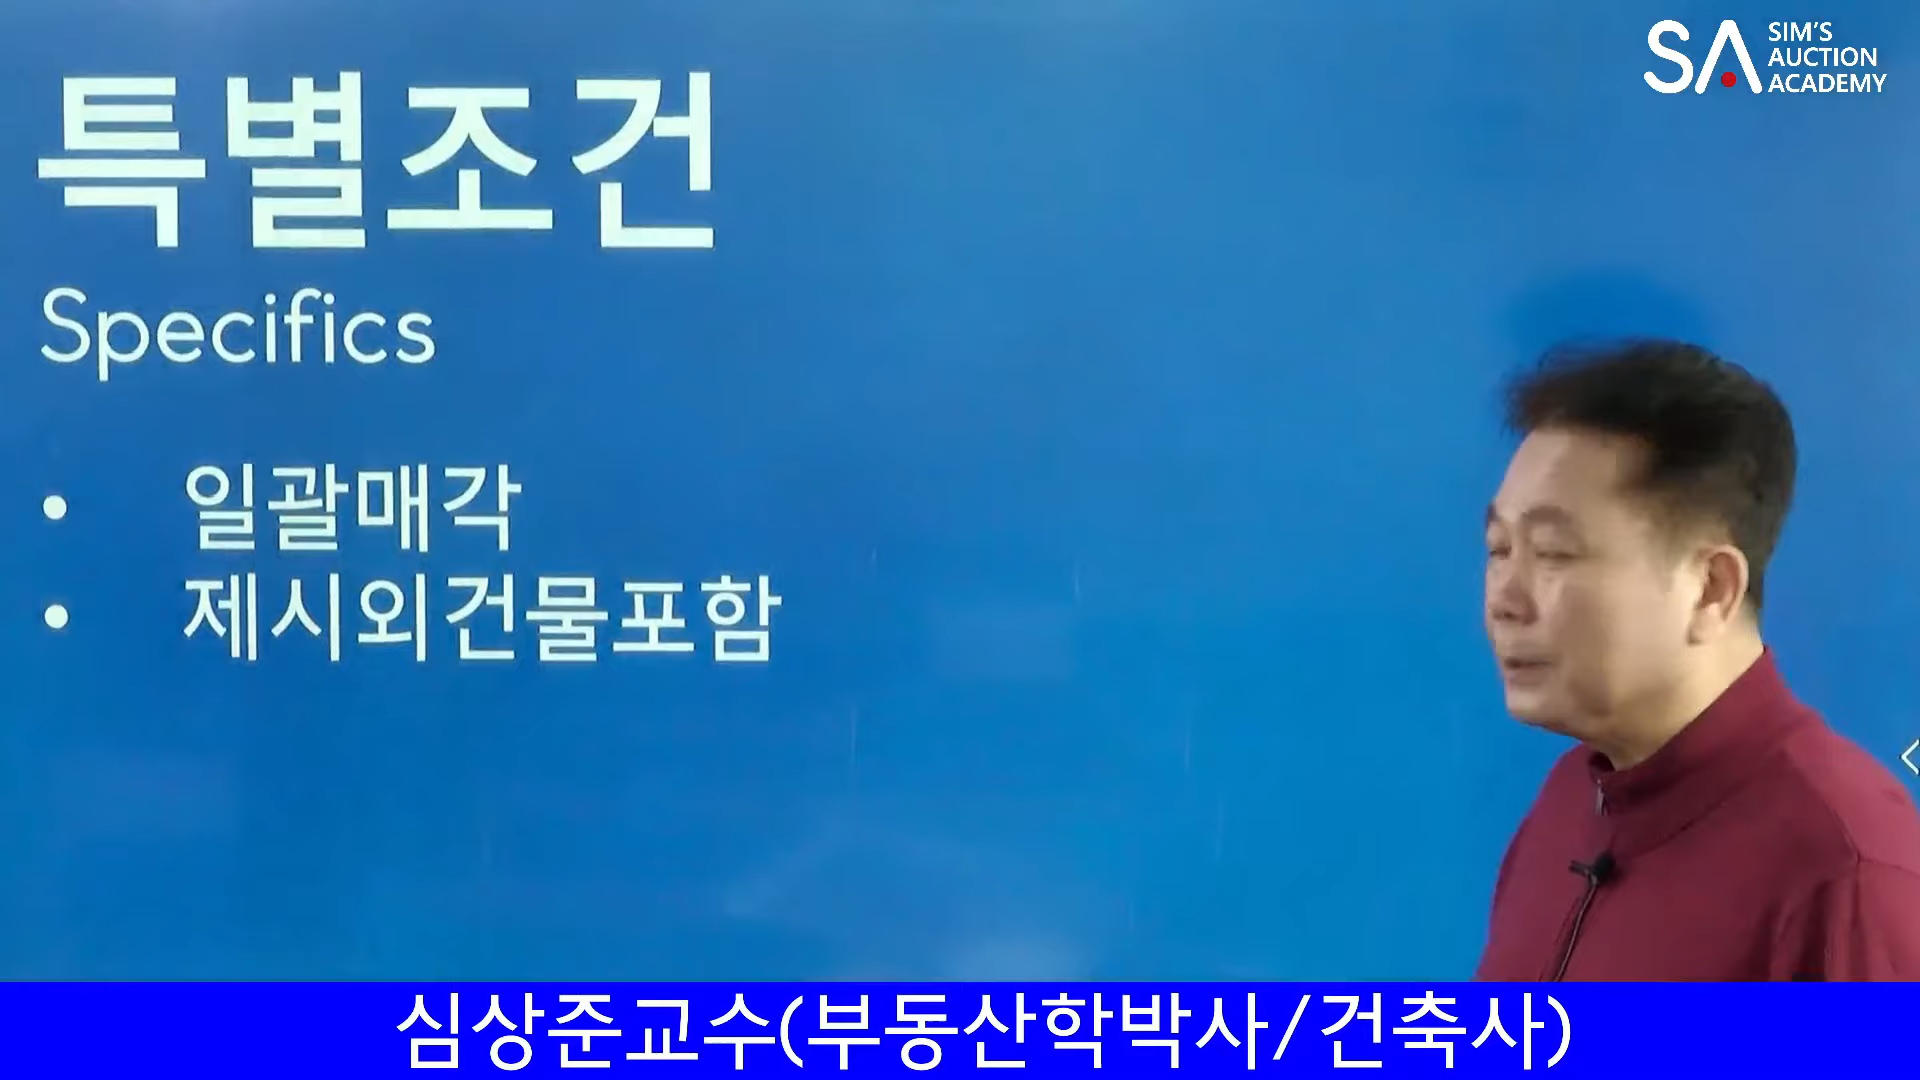 SA SIM'S
AUCTION
ACADEMY
특별조건
Specifics
• 일괄매각
• 제시외건물포함
심상준교수(부동산학박사/건축사)